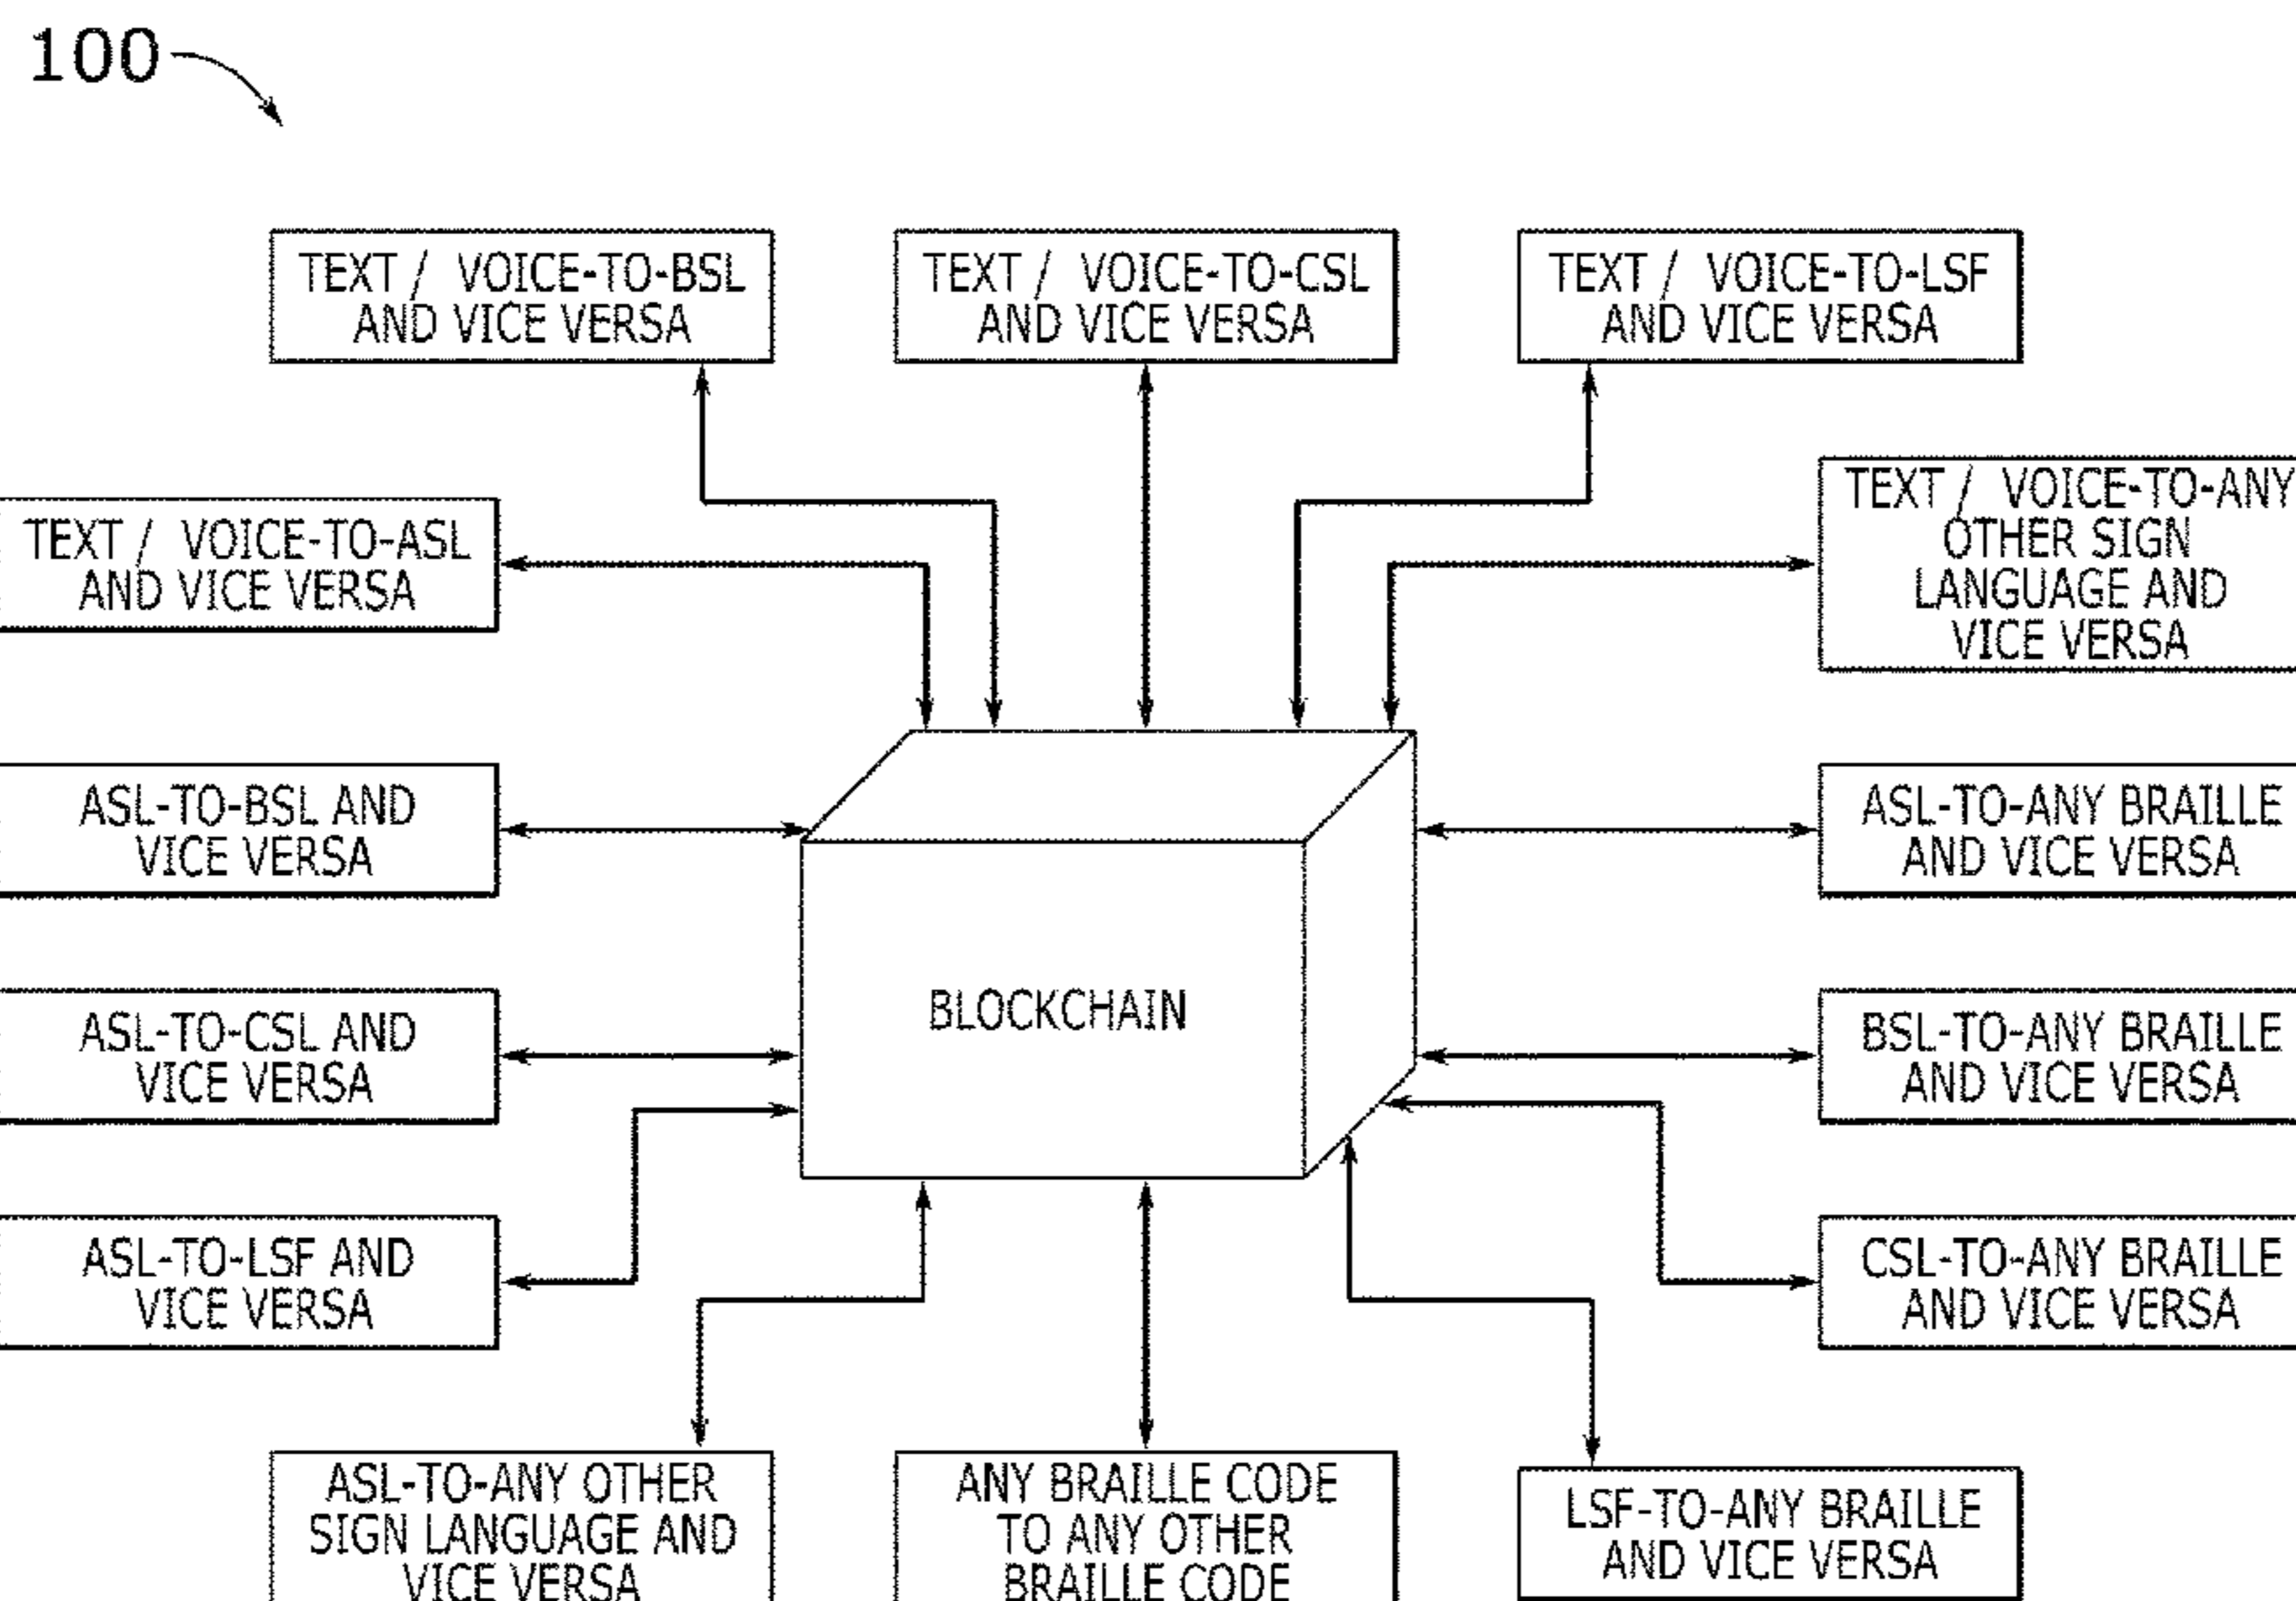 100
TEXT / VOICE-TO-BSL
AND VICE VERSA
TEXT / VOICE-TO-CSL
AND VICE VERSA
TEXT / VOICE-TO-LSF
AND VICE VERSA
TEXT / VOICE-TO-ASL
AND VICE VERSA
TEXT / VOICE-TO-ANY
OTHER SIGN
LANGUAGE AND
VICE VERSA
ASL-TO-BSL AND
VICE VERSA
ASL-TO-ANY BRAILLE
AND VICE VERSA
BLOCKCHAIN
ASL-TO-CSL AND
VICE VERSA
BSL-TO-ANY BRAILLE
AND VICE VERSA
ASL-TO-LSF AND
VICE VERSA
CSL-TO-ANY BRAILLE
AND VICE VERSA
ASL-TO-ANY OTHER
SIGN LANGUAGE AND
VICE VERSA
ANY BRAILLE CODE
TO ANY OTHER
BRAILLE CODE
LSF-TO-ANY BRAILLE
AND VICE VERSA